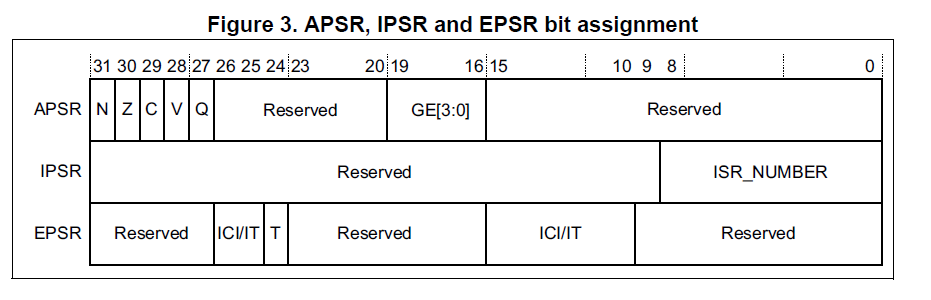 Figure 3. APSR, IPSR and EPSR bit assignment
31 30 29 28 27 26 25 24 23 20 19 16 15 10 9 8 0
APSR N Z C V Q Reserved GE[3:0] Reserved
IPSR Reserved ISR_NUMBER
EPSR Reserved ICI/IT T Reserved ICI/IT Reserved